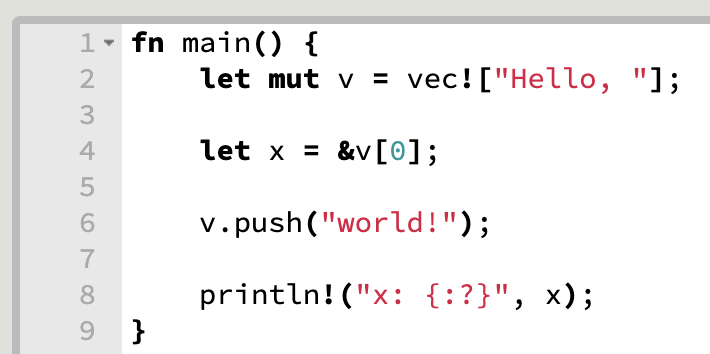 1 fn main() {
2     let mut v = vec!["Hello, "];
3
4     let x = &v[0];
5
6     v.push("world!");
7
8     println!("x: {:?}", x);
9 }